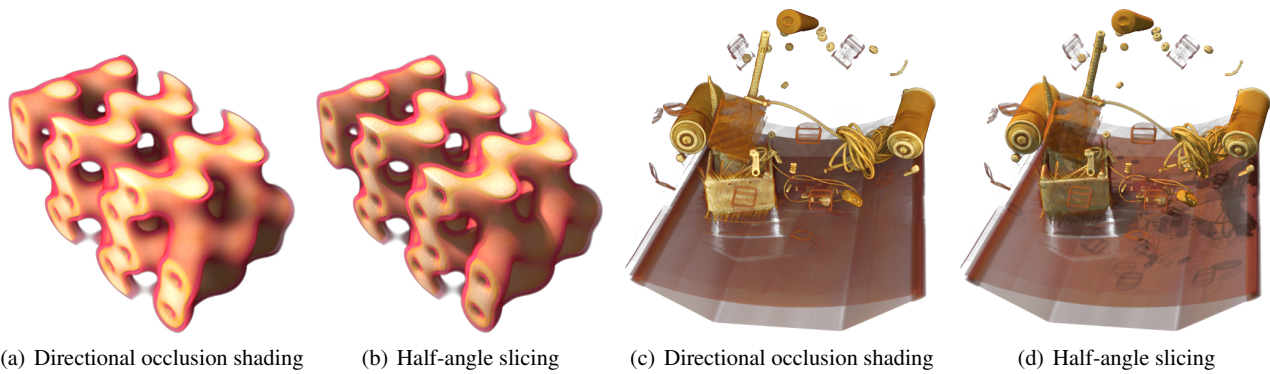 (a) Directional occlusion shading
(b) Half-angle slicing
(c) Directional occlusion shading
(d) Half-angle slicing